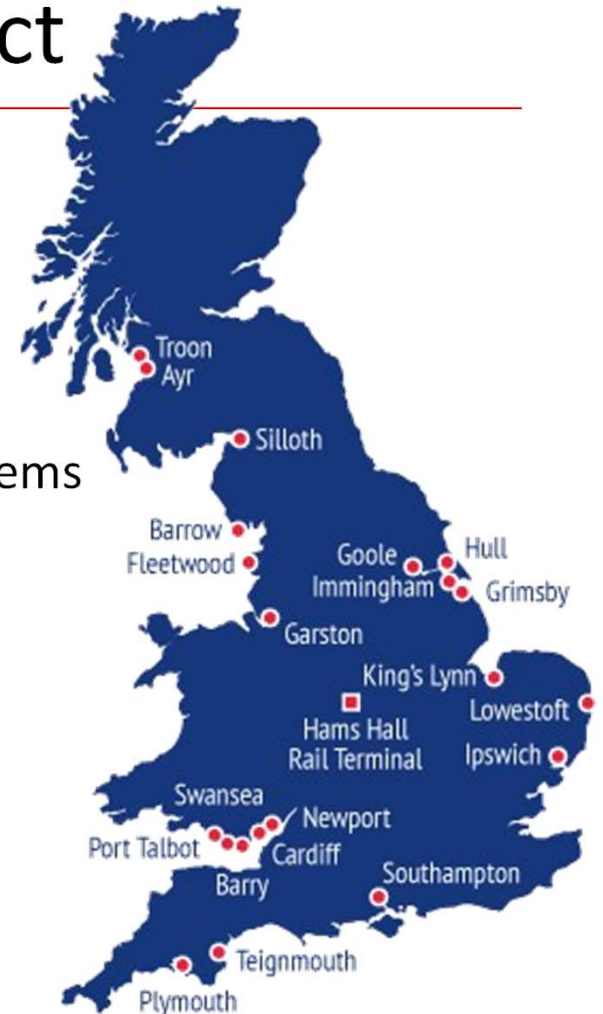 ct
Troon
Ayr
Silloth
ems
Barrow
Fleetwood
Goole
Hull
Immingham
Grimsby
Garston
King's Lynn
Lowestoft
Hams Hall
Rail Terminal
Ipswich
Swansea
Newport
Port Talbot
Cardiff
Barry
Southampton
Teignmouth
Plymouth